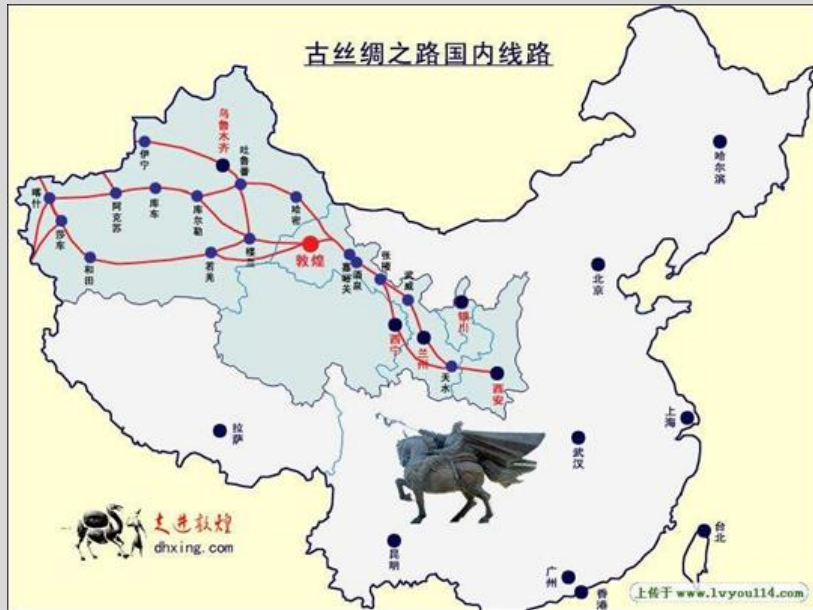 古丝绸之路国内线路
乌鲁木齐
伊宁
吐鲁番
哈尔滨
喀什
阿克苏
库车
库尔勒
哈密
莎车
和田
若羌
楼兰
敦煌
嘉峪关
酒泉
张掖
武威
银川
北京
西宁
兰州
天水
西安
拉萨
上海
武汉
走进敦煌
dhxing.com
昆明
台北
广州
香港
上传于 www.lvyou114.com